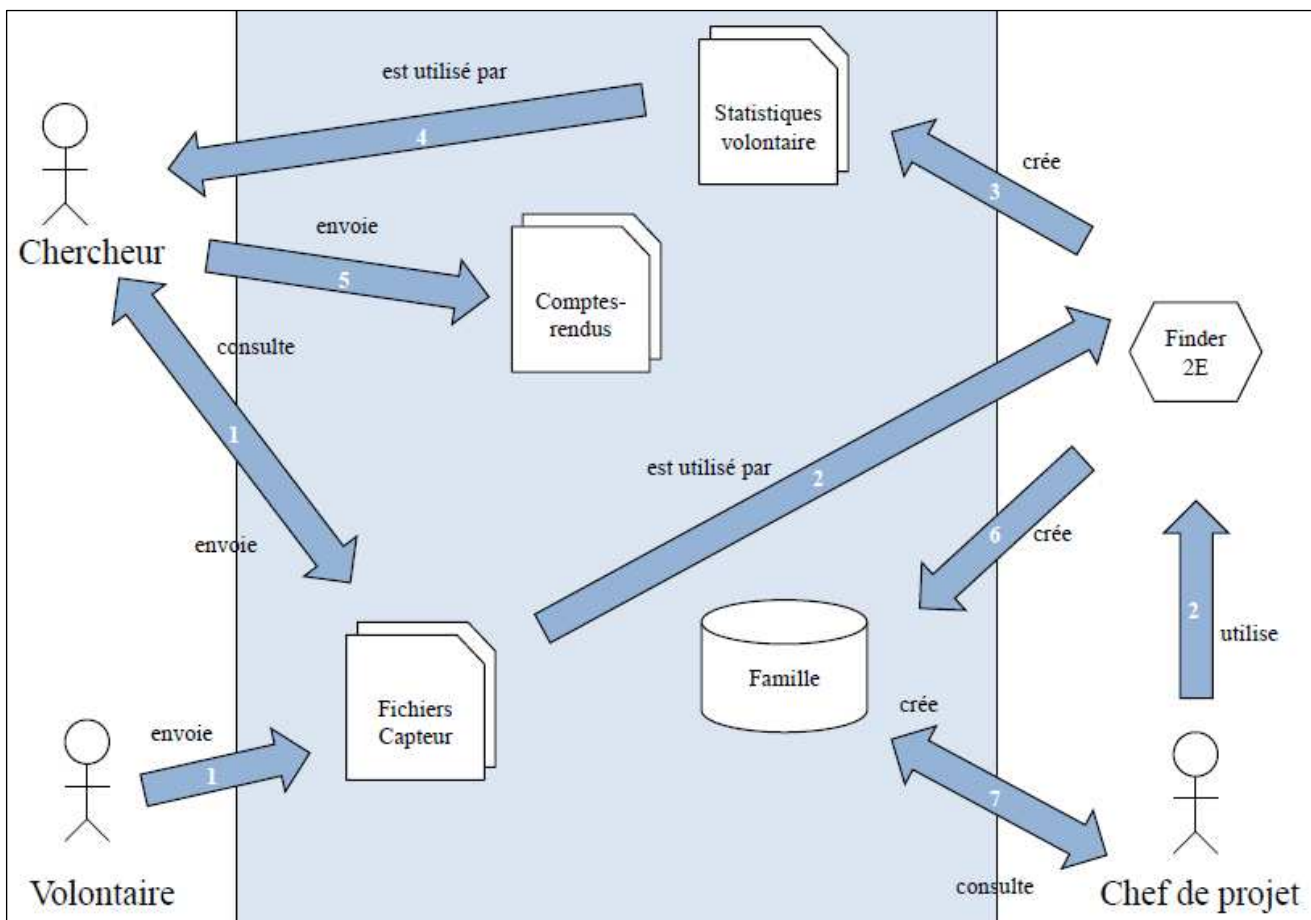 est utilisé par
Statistiques
volontaire
4
crée
3
envoie
Chercheur
5
Comptes-
rendus
Finder
2E
consulte
1
est utilisé par
2
envoie
6
crée
2
utilise
Famille
Fichiers
Capteur
crée
envoie
1
7
consulte
Volontaire
Chef de projet